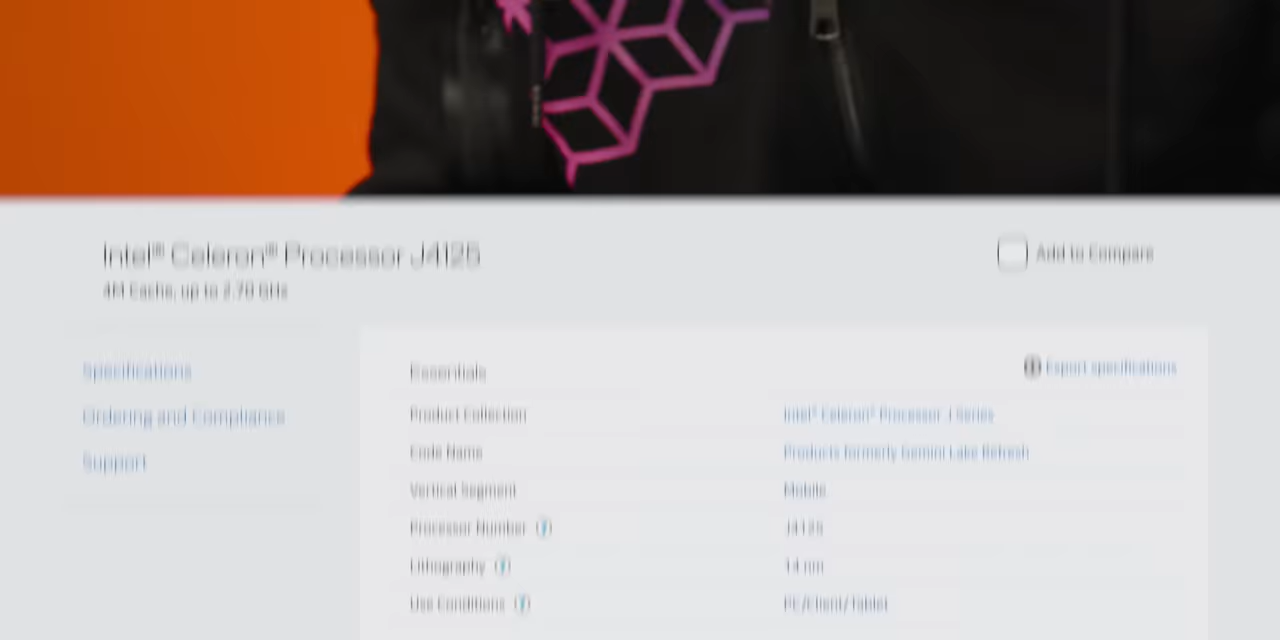 Intel® Celeron® Processor J4125
Add to Compare
4M Cache, up to 2.70 GHz
Specifications
Ordering and Compliance
Support
Essentials
Export specifications
Product Collection
Intel® Celeron® Processor J Series
Code Name
Products formerly Gemini Lake Refresh
Vertical Segment
Mobile
Processor Number
J4125
Lithography
14 nm
Use Conditions
PC/Client/Tablet